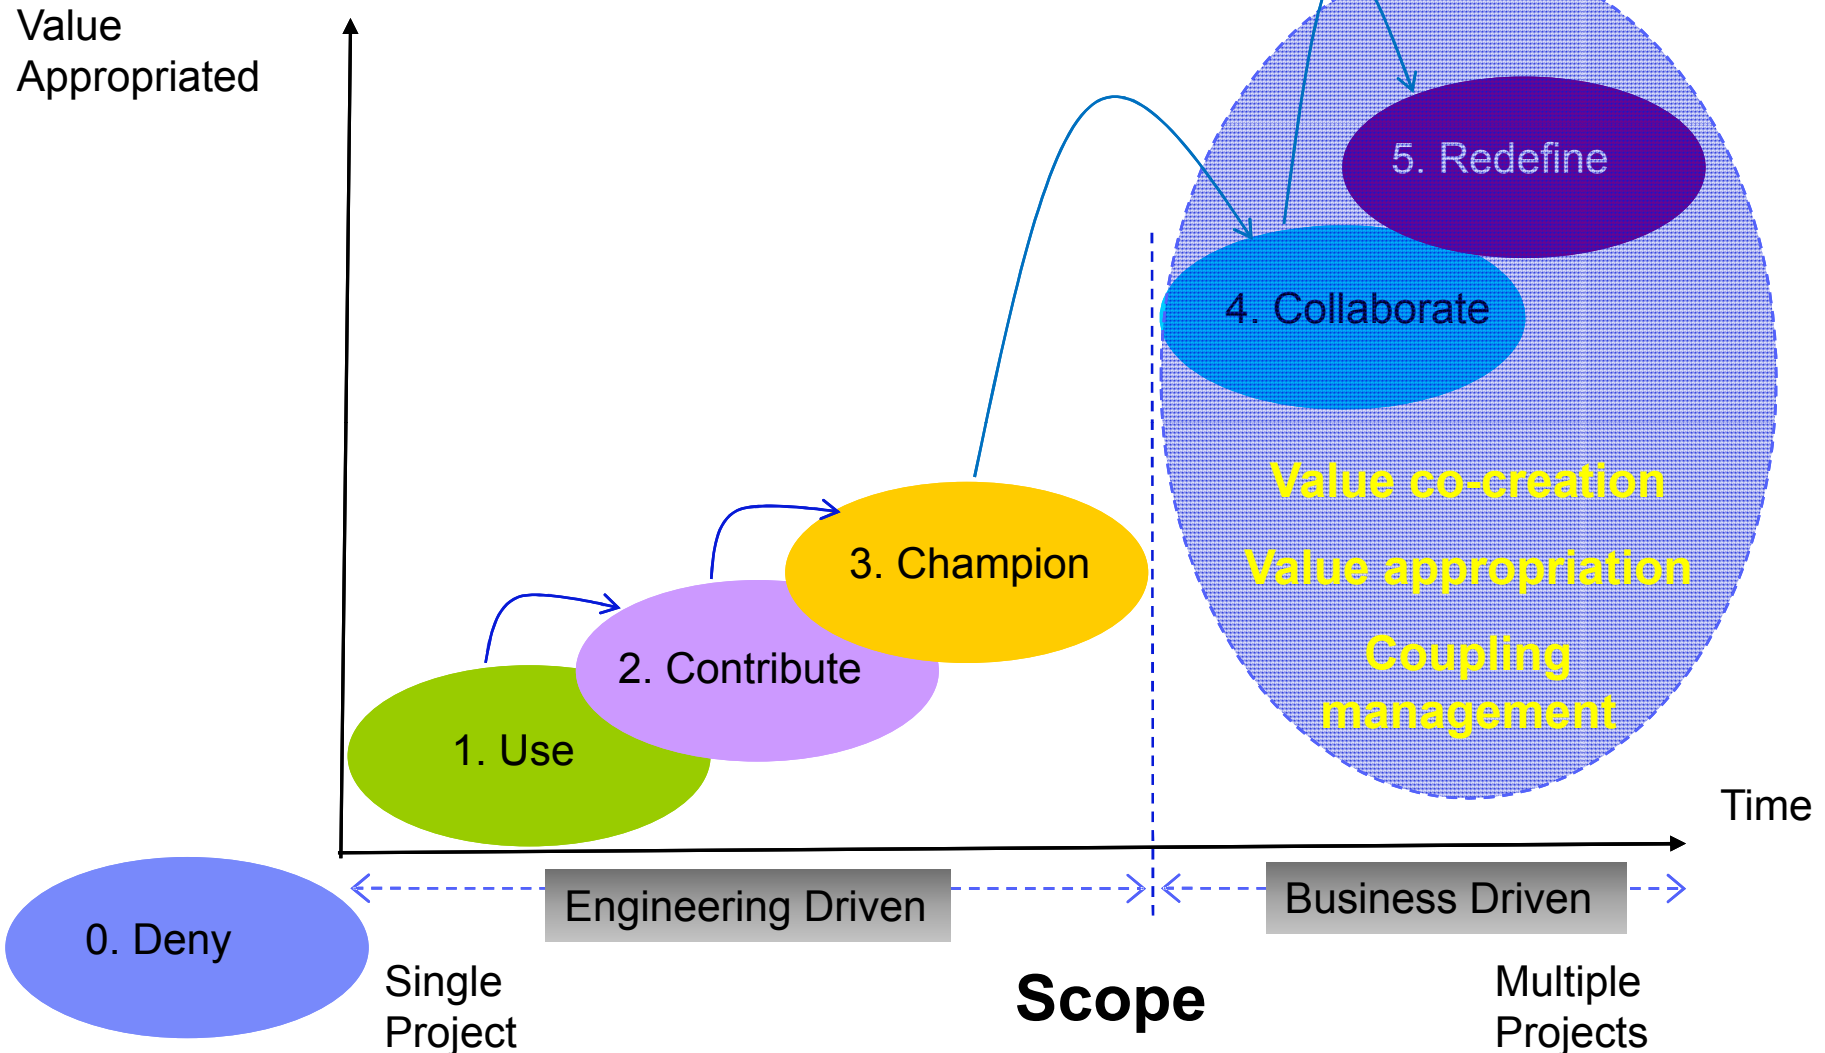 Value
Appropriated
5. Redefine
4. Collaborate
Value co-creation
3. Champion
Value appropriation
2. Contribute
Coupling
management
1. Use
Time
Engineering Driven
Business Driven
0. Deny
Single
Project
Scope
Multiple
Projects